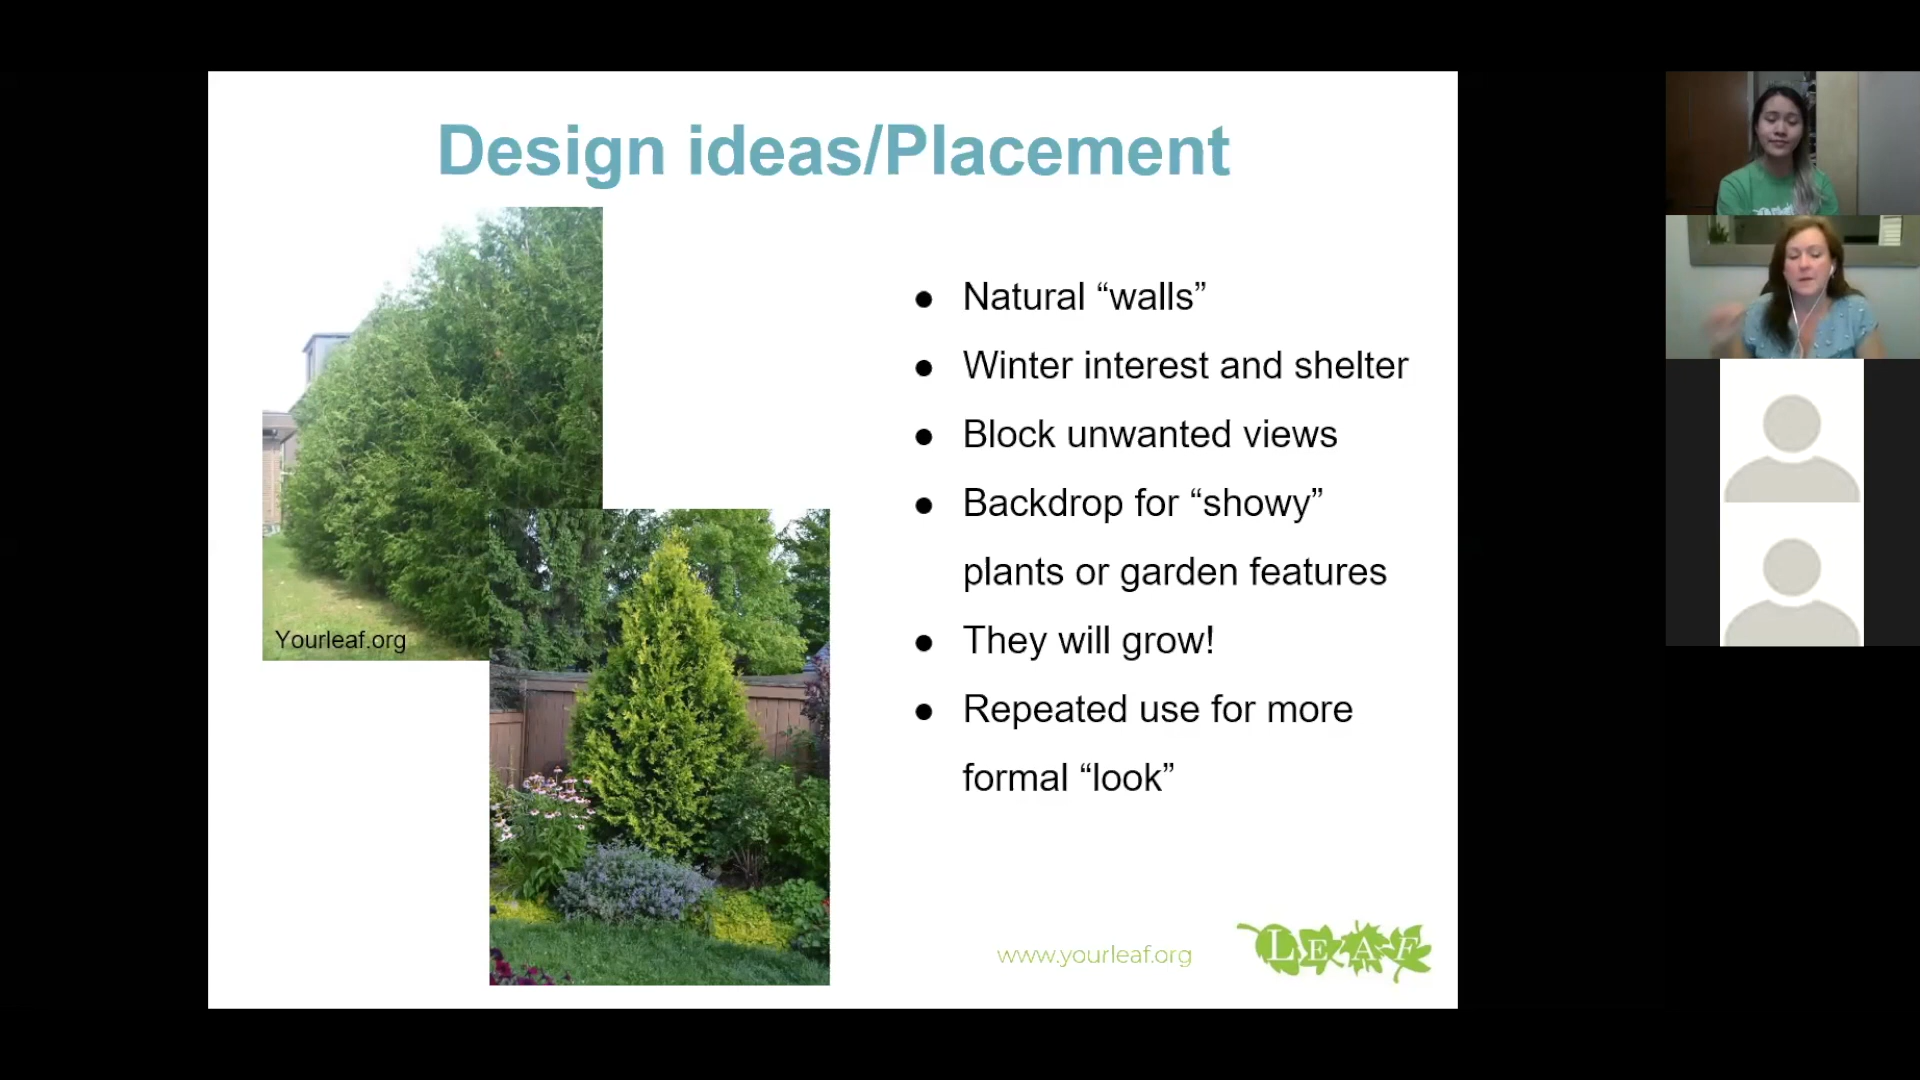 Design ideas/Placement
Natural “walls”
Winter interest and shelter
Block unwanted views
Backdrop for “showy”
plants or garden features
They will grow!
Repeated use for more
formal “look”
Yourleaf.org
www.yourleaf.org
LEAF